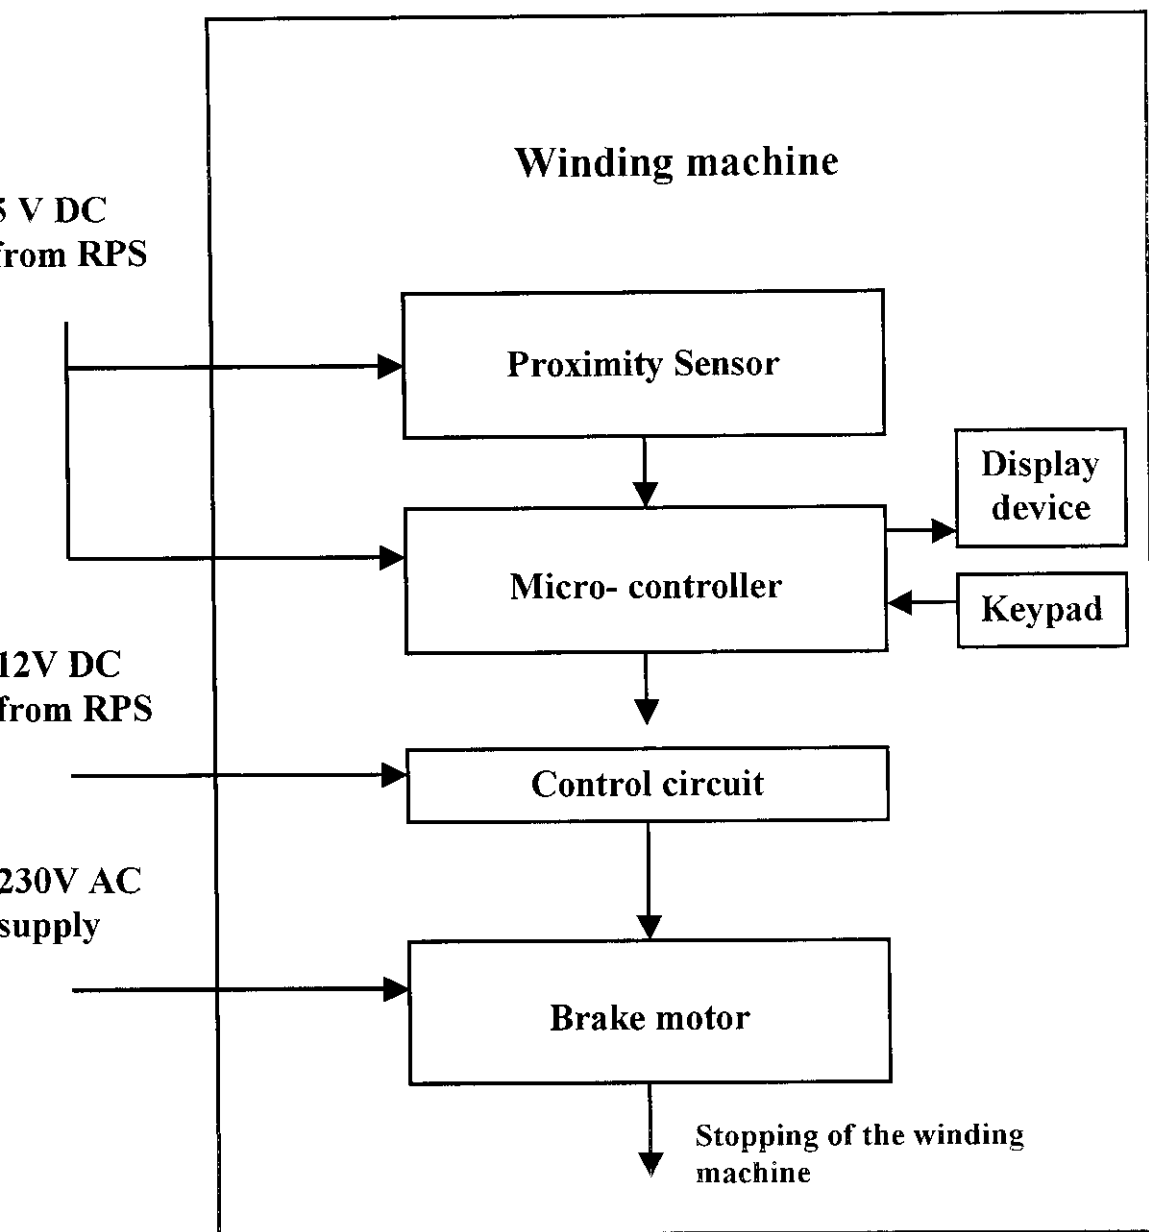 Winding machine
5 V DC
from RPS
Proximity Sensor
Display
device
Micro- controller
Keypad
12V DC
from RPS
Control circuit
230V AC
supply
Brake motor
Stopping of the winding
machine